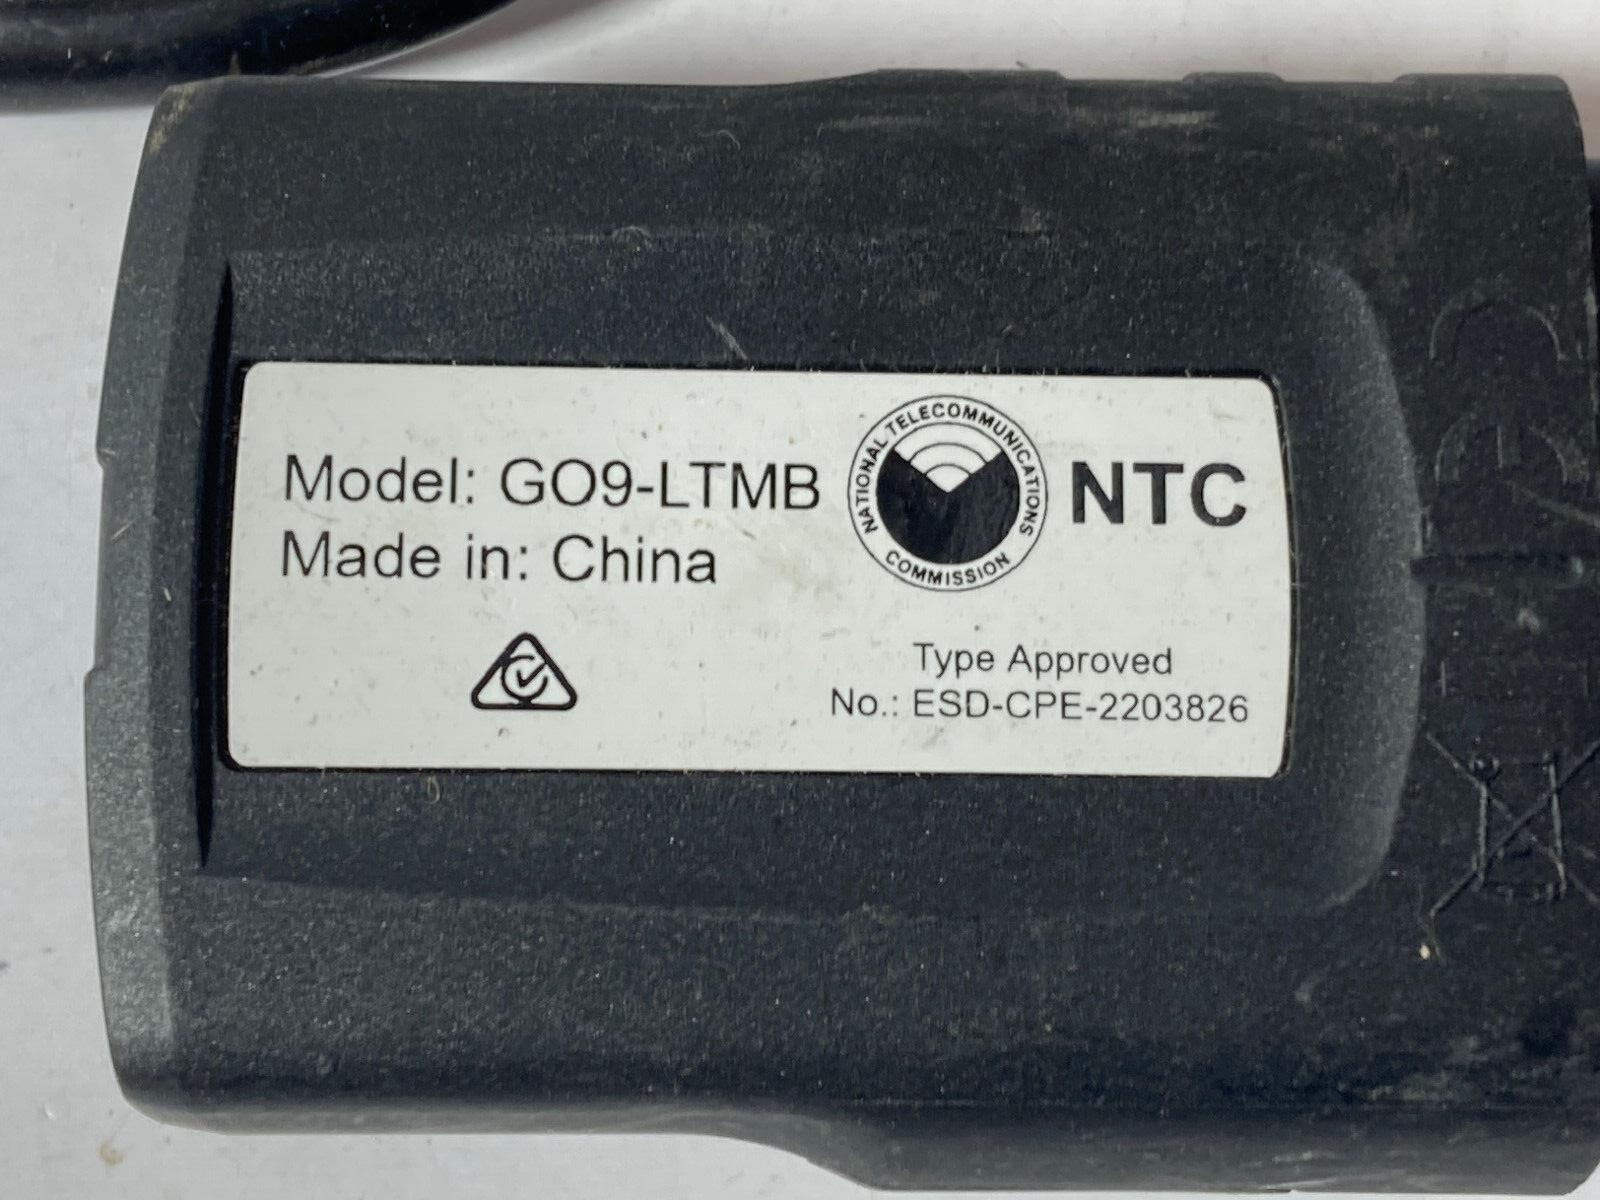 Model: GO9-LTMB
Made in: China
NATIONAL TELECOMMUNICATIONS
COMMISSION
NTC
Type Approved
No.: ESD-CPE-2203826